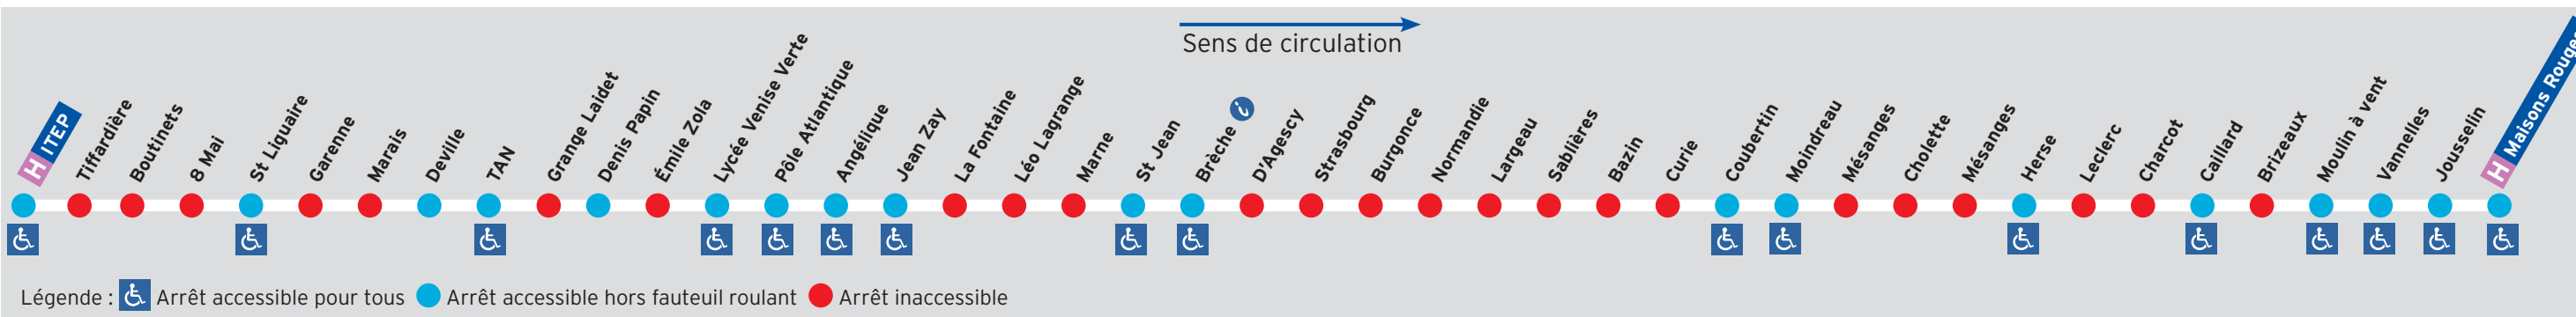 Sens de circulation
H ITEP
Tiffardière
Boutinets
8 Mai
St Liguaire
Garenne
Marais
Deville
TAN
Grange Laidet
Denis Papin
Émile Zola
Lycée Venise Verte
Pôle Atlantique
Angélique
Jean Zay
La Fontaine
Léo Lagrange
Marne
St Jean
Brèche i
D'Agescy
Strasbourg
Burgonce
Normandie
Largeau
Sablières
Bazin
Curie
Coubertin
Moindreau
Mésanges
Cholette
Mésanges
Herse
Leclerc
Charcot
Caillard
Brizeaux
Moulin à vent
Vannelles
Jousselin
H Maisons Rouges
Légende : Arrêt accessible pour tous Arrêt accessible hors fauteuil roulant Arrêt inaccessible